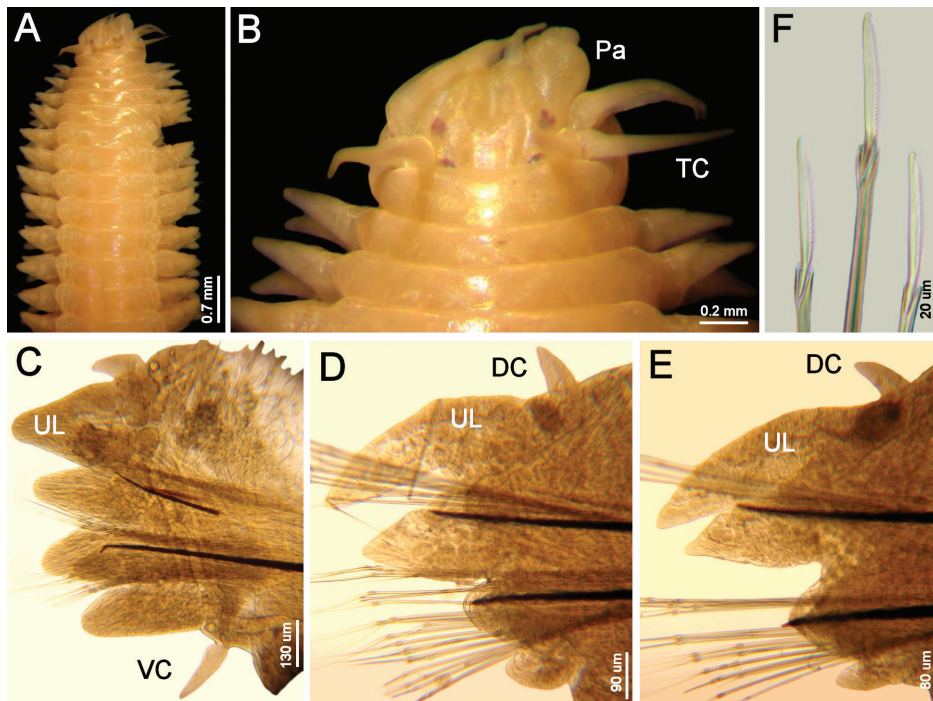 A
B
F
Pa
TC
0.7 mm
0.2 mm
20 um
C
D
E
DC
DC
UL
UL
UL
VC
130 um
90 um
80 um